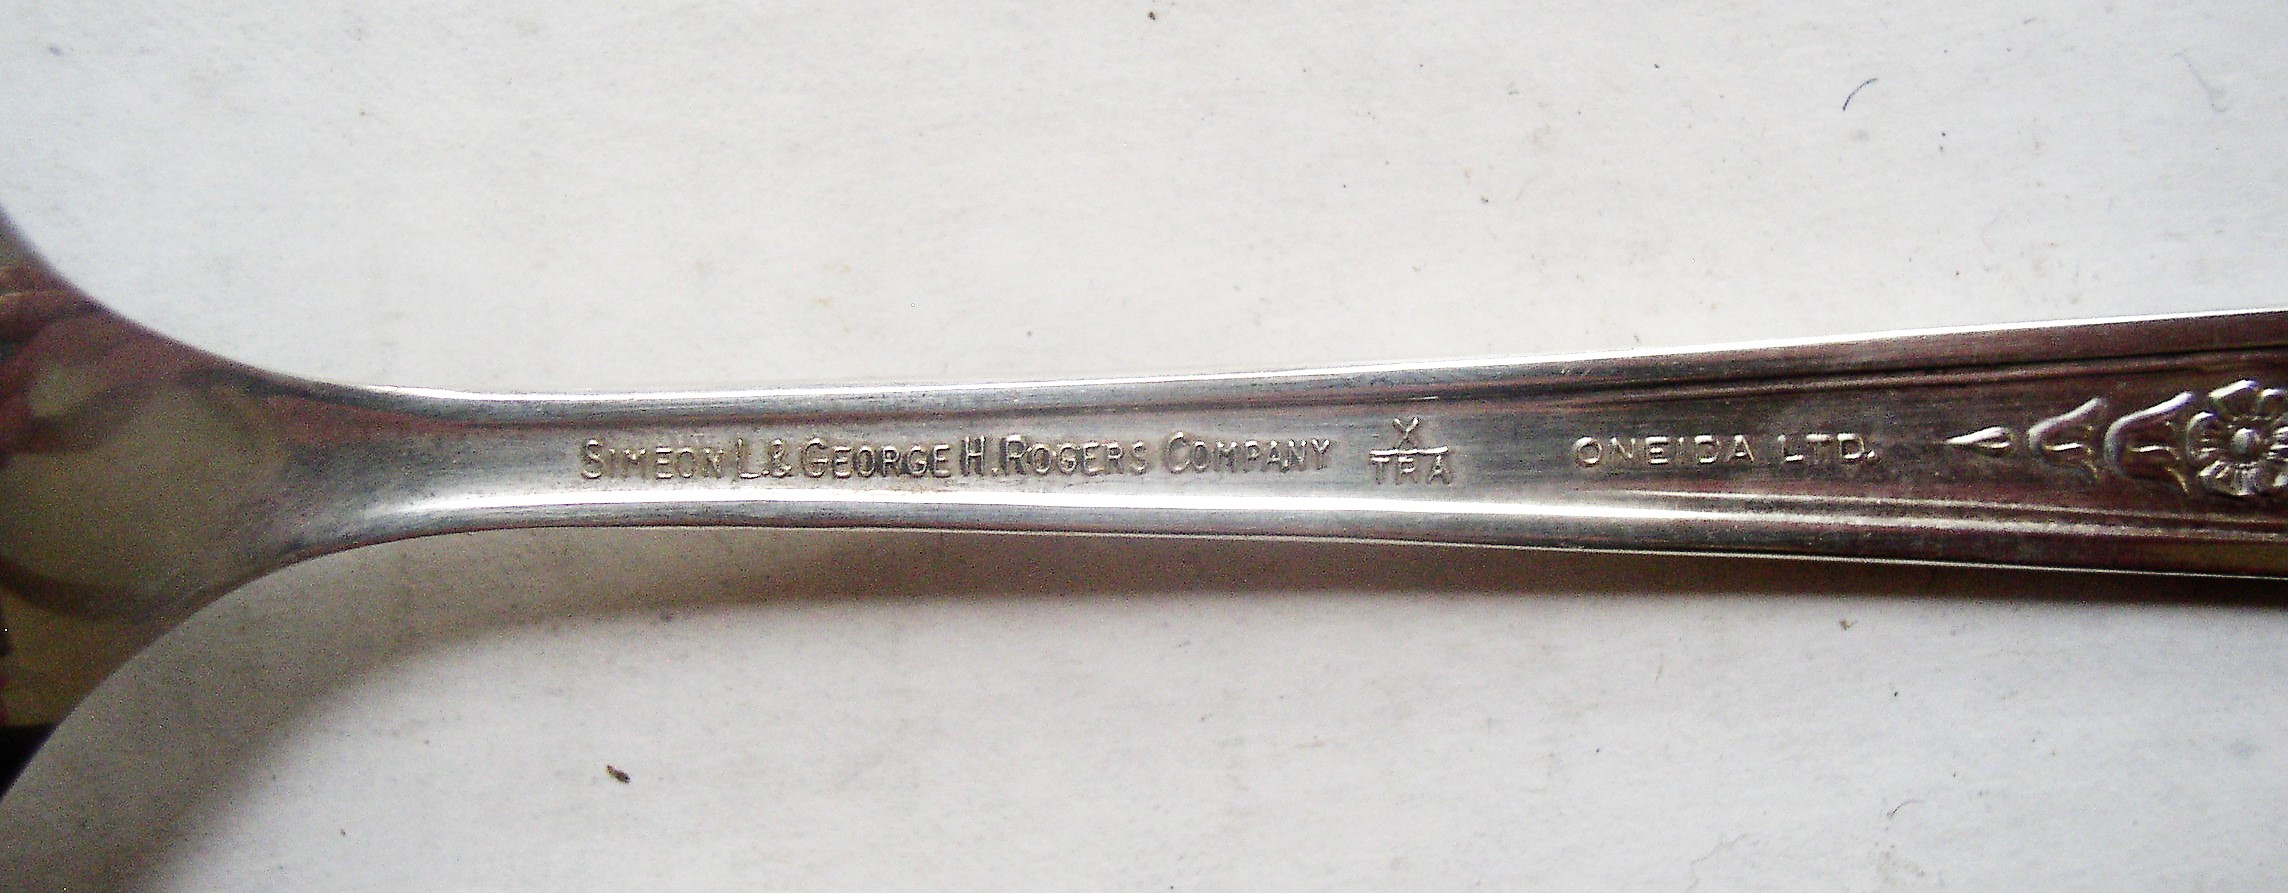 SIMEON L. & GEORGE H. ROGERS COMPANY X/TRA ONEIDA LTD.